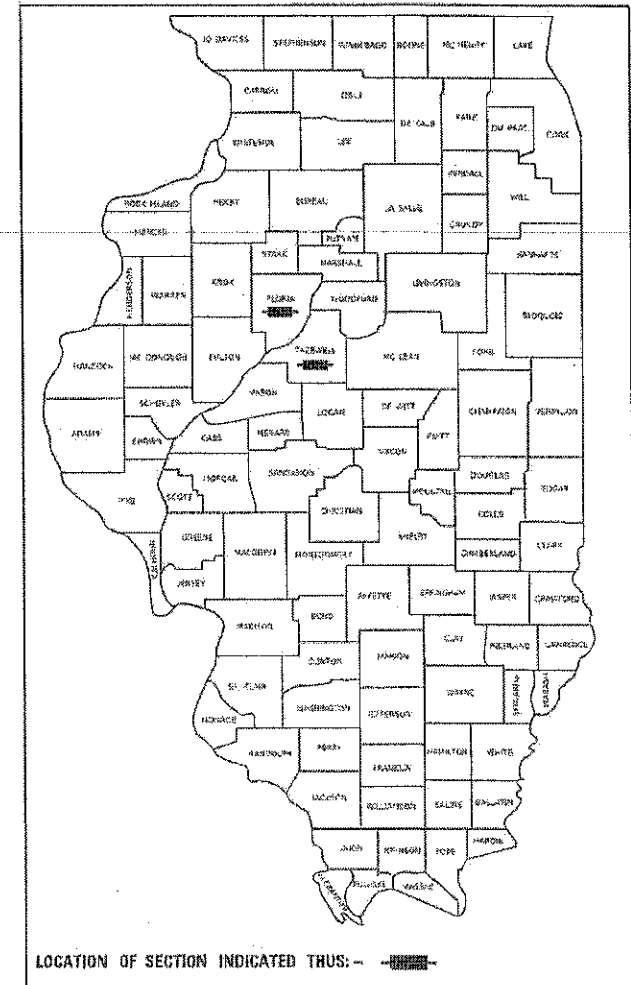 JO DAVIESS STEPHENSON WINNEBAGO BOONE MC HENRY LAKE
CARROLL OGLE
DE KALB KANE DU PAGE COOK
WHITESIDE LEE
KENDALL WILL
ROCK ISLAND HENRY BUREAU LA SALLE
MERCER GRUNDY
PUTNAM
STARK KANKAKEE
MARSHALL
HENDERSON WARREN KNOX PEORIA WOODFORD LIVINGSTON IROQUOIS
HANCOCK MC DONOUGH FULTON TAZEWELL MC LEAN FORD
MASON
SCHUYLER LOGAN DE WITT CHAMPAIGN VERMILION
ADAMS BROWN CASS MENARD MACON PIATT
MORGAN SANGAMON DOUGLAS EDGAR
PIKE SCOTT CHRISTIAN MOULTRIE COLES
GREENE MACOUPIN MONTGOMERY SHELBY CUMBERLAND CLARK
CALHOUN JERSEY FAYETTE EFFINGHAM JASPER CRAWFORD
MADISON BOND CLAY RICHLAND LAWRENCE
CLINTON MARION
ST. CLAIR WAYNE WABASH
WASHINGTON JEFFERSON
MONROE
RANDOLPH PERRY HAMILTON WHITE
FRANKLIN
JACKSON WILLIAMSON SALINE GALLATIN
UNION JOHNSON POPE HARDIN
ALEXANDER PULASKI MASSAC
LOCATION OF SECTION INDICATED THUS: -